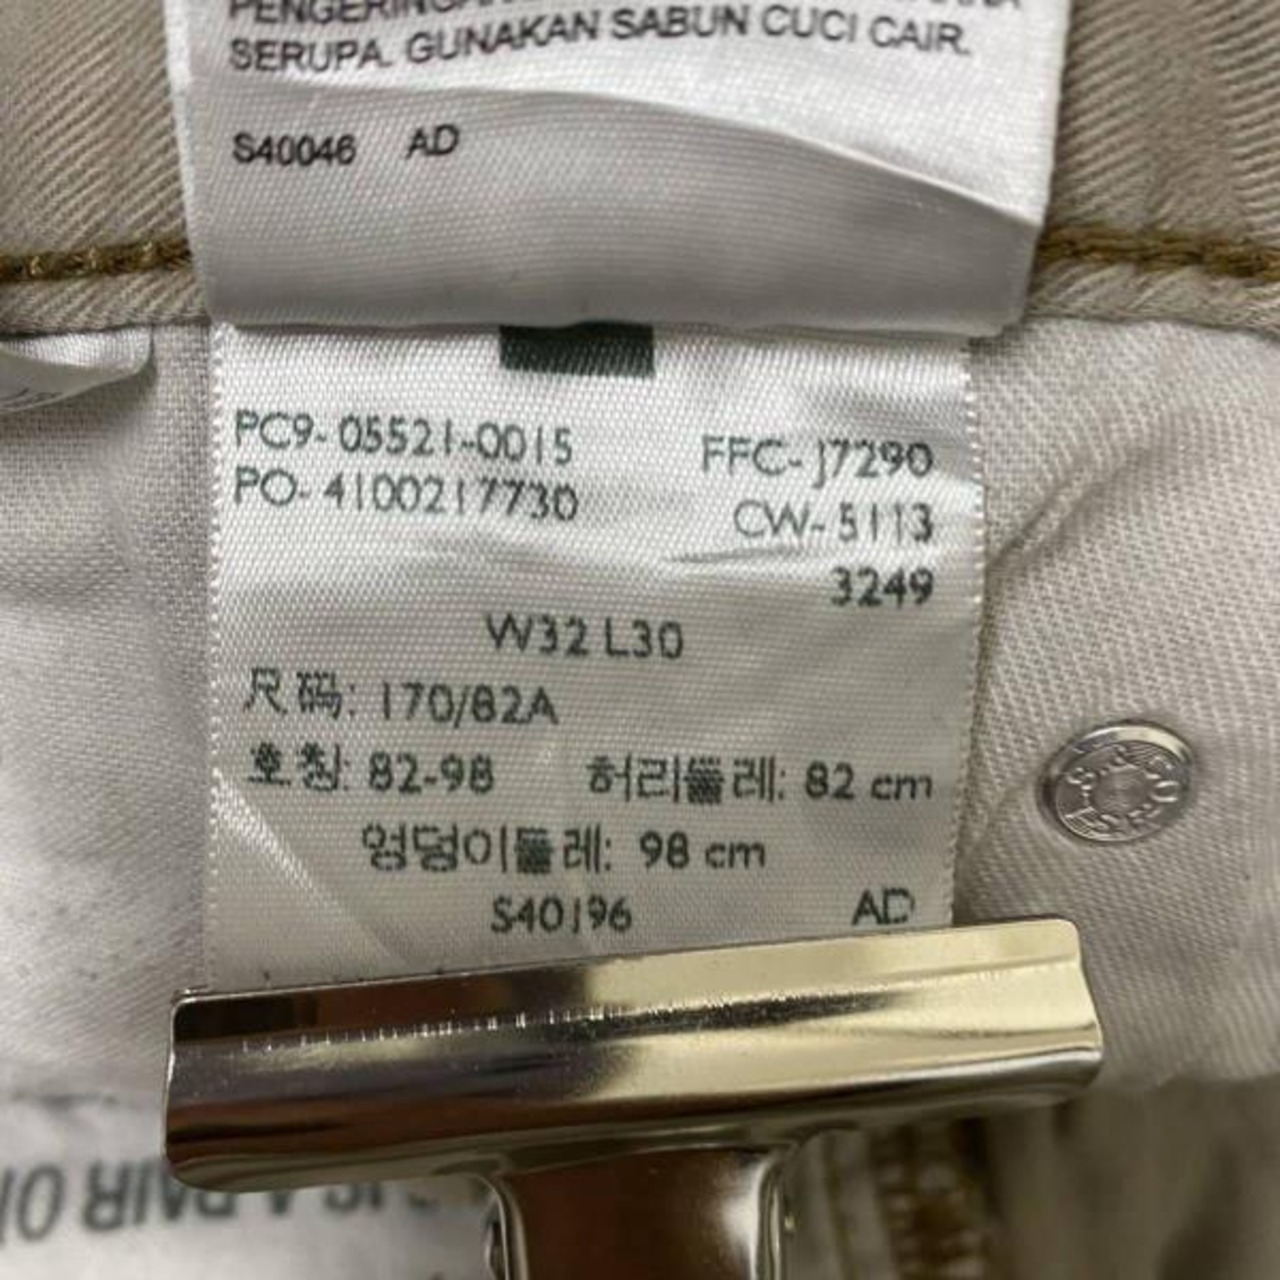 SERUPA. GUNAKAN SABUN CUCI CAIR.
S40046 AD
PC9-05521-0015 FFC-J7290
PO-4100217730 CW-5113
3249
W32 L30
尺码: 170/82A
호칭: 82-98 허리둘레: 82 cm
엉덩이둘레: 98 cm
S40196 AD
IS A PAIR O